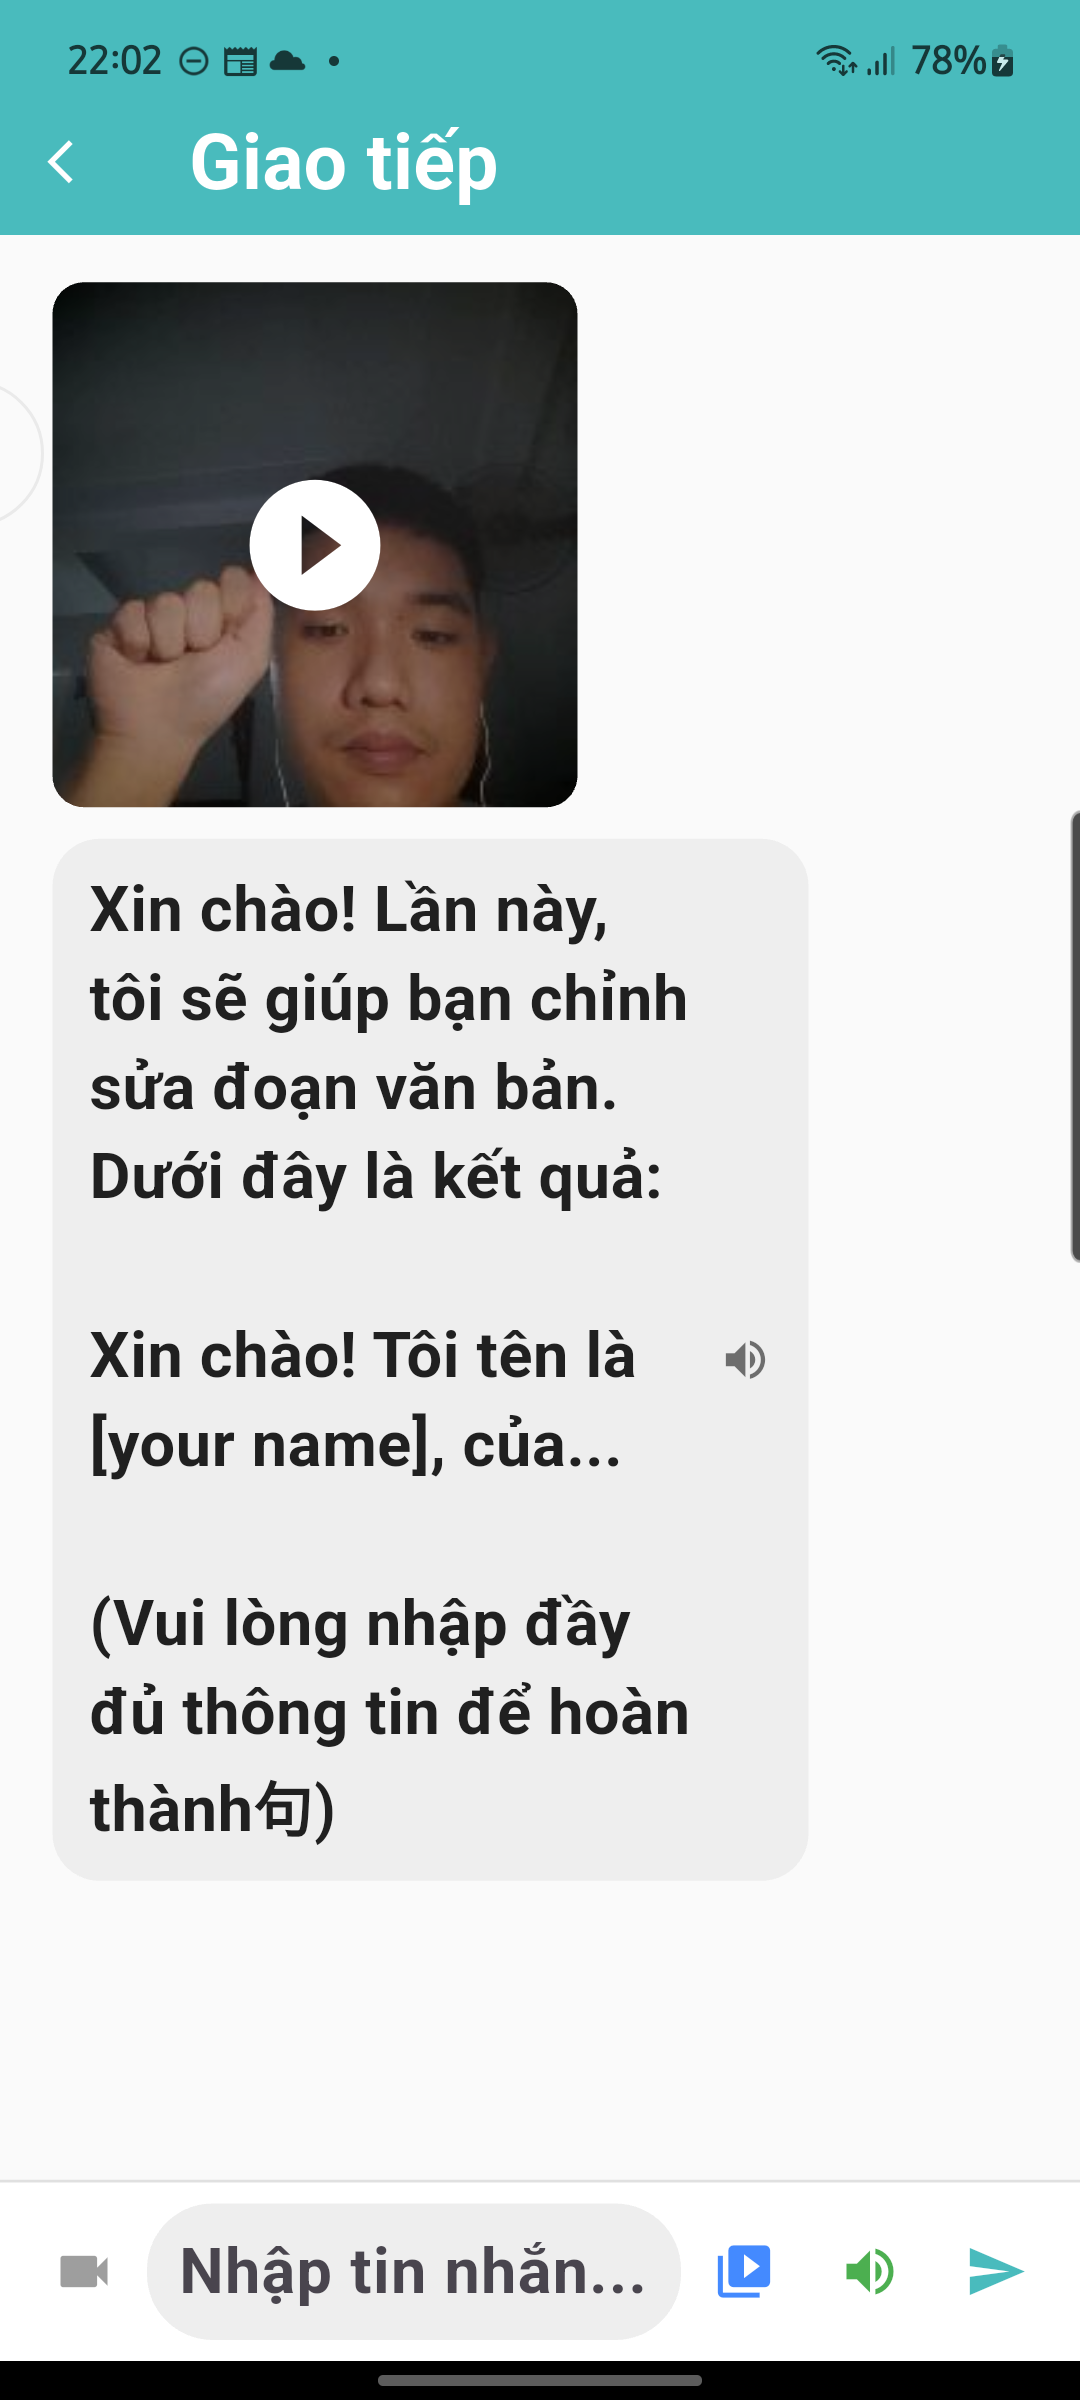 22:02
78%
Giao tiếp
Xin chào! Lần này,
tôi sẽ giúp bạn chỉnh
sửa đoạn văn bản.
Dưới đây là kết quả:
Xin chào! Tôi tên là
[your name], của...
(Vui lòng nhập đầy
đủ thông tin để hoàn
thành句)
Nhập tin nhắn...